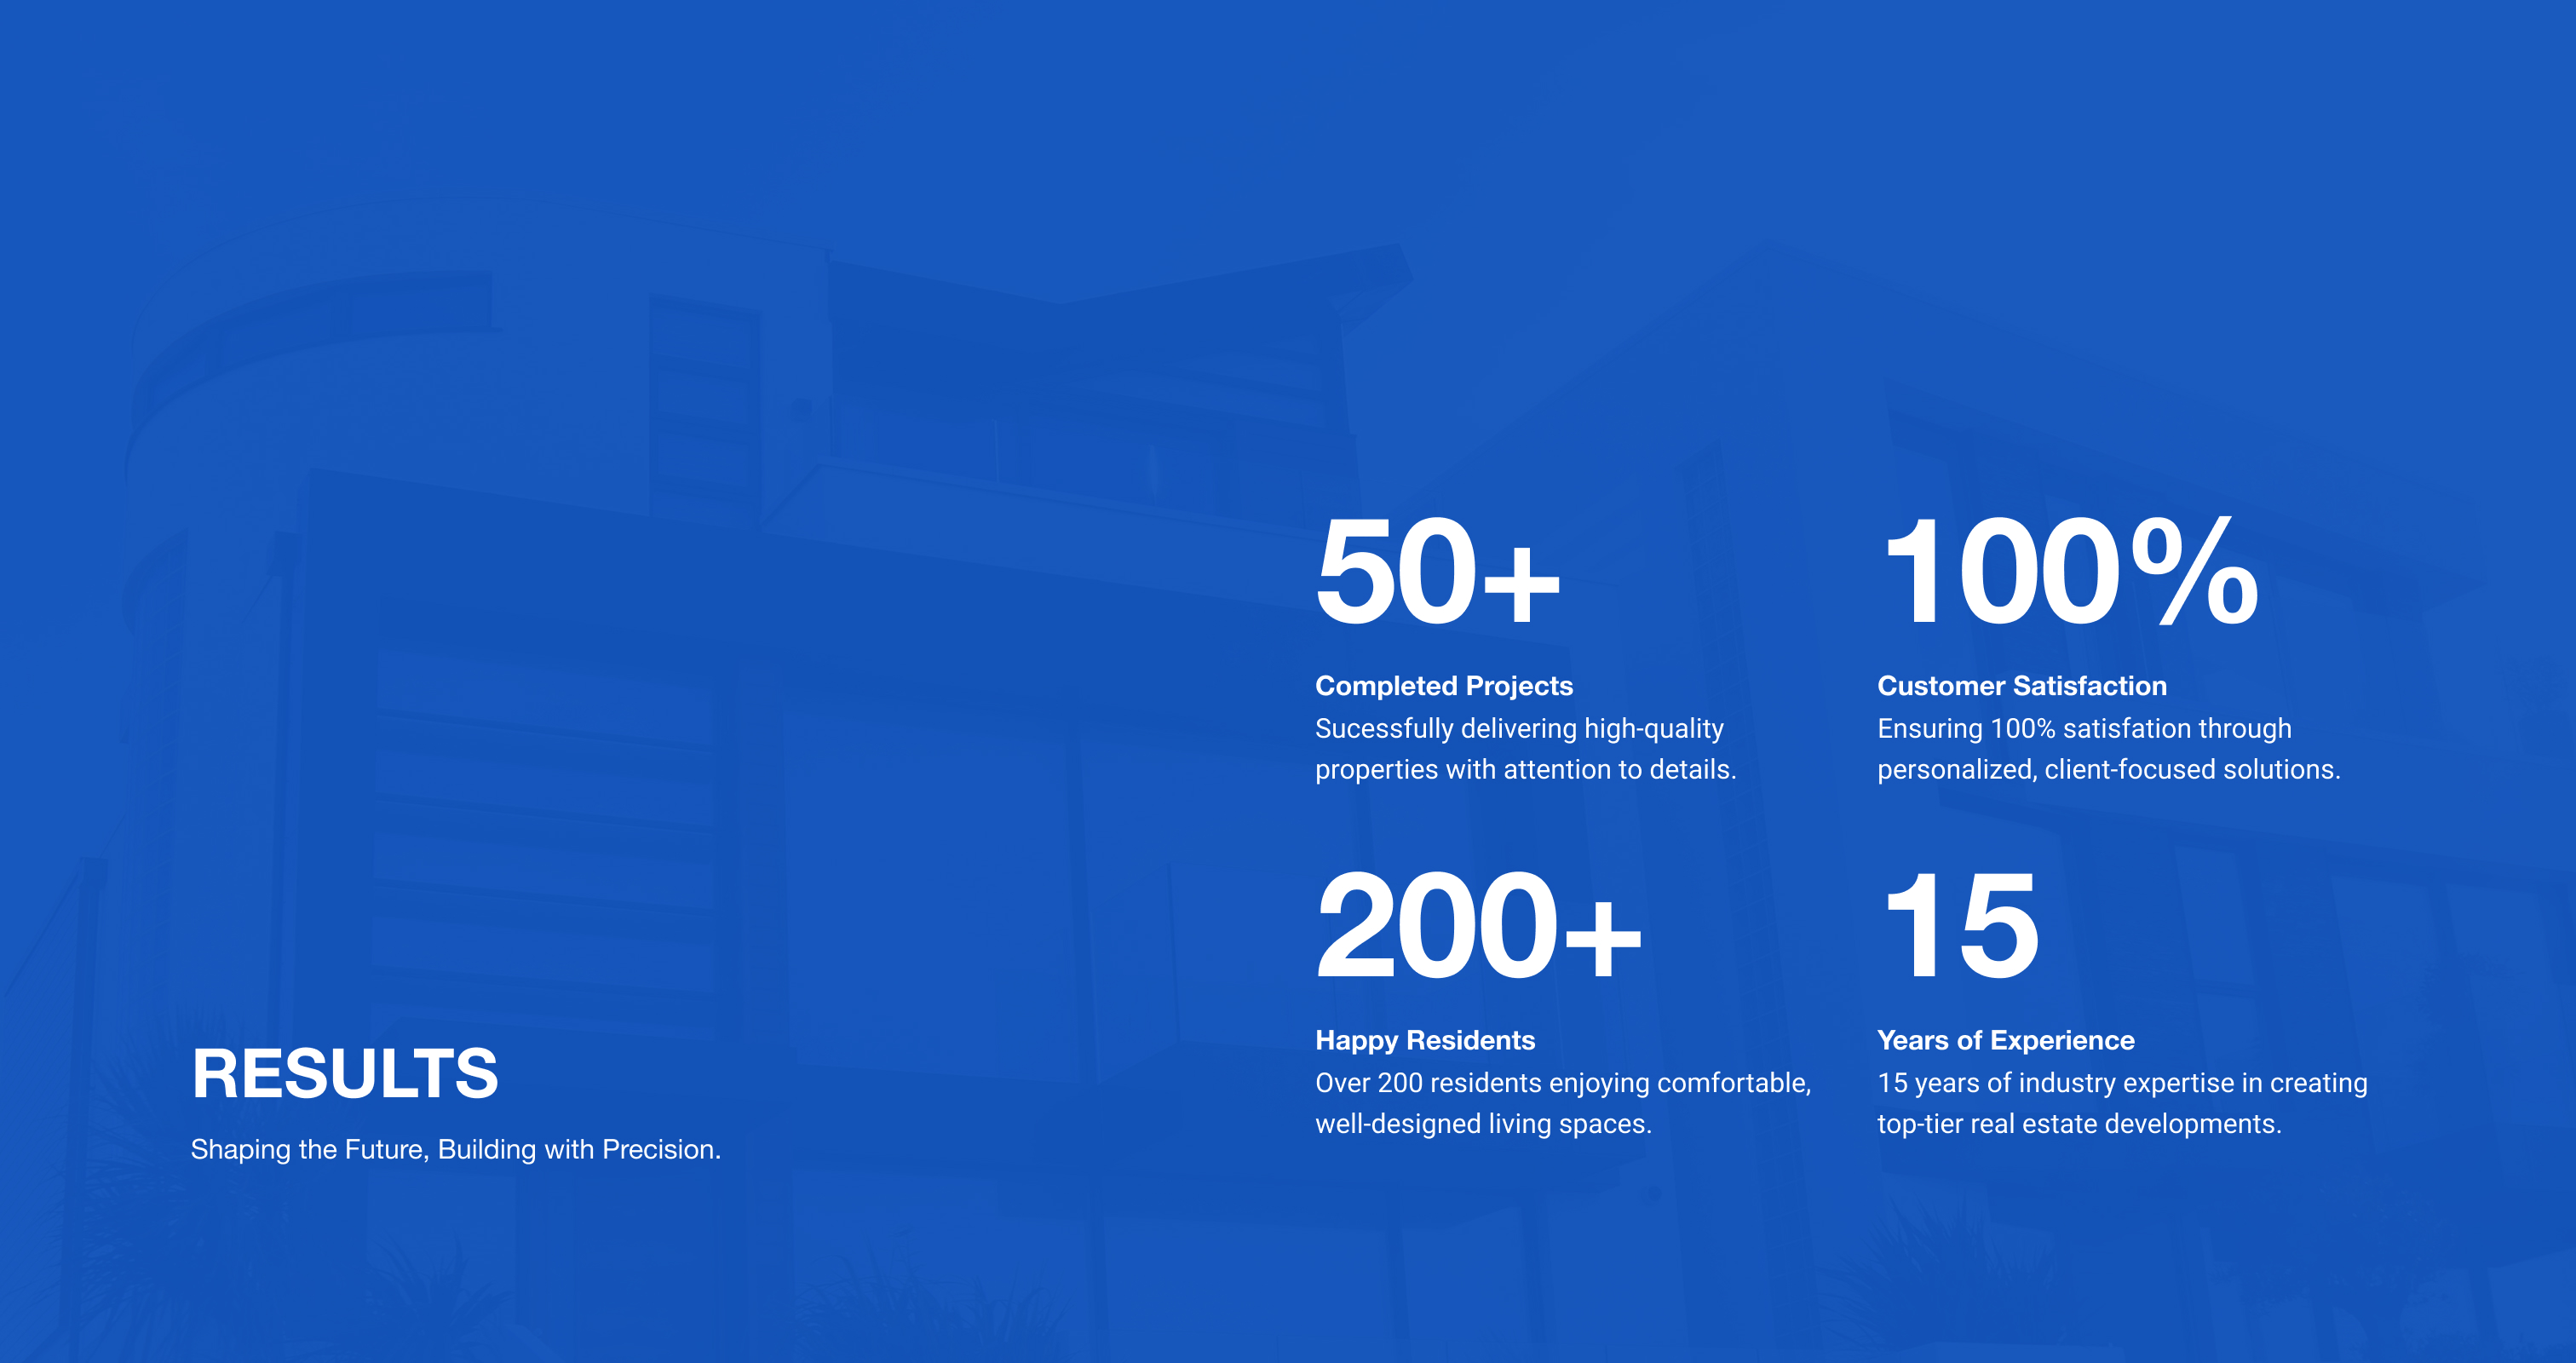 RESULTS
Shaping the Future, Building with Precision.
50+
Completed Projects
Sucessfully delivering high-quality
properties with attention to details.
100%
Customer Satisfaction
Ensuring 100% satisfation through
personalized, client-focused solutions.
200+
Happy Residents
Over 200 residents enjoying comfortable,
well-designed living spaces.
15
Years of Experience
15 years of industry expertise in creating
top-tier real estate developments.